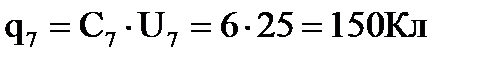 q₇ = C₇ · U₇ = 6 · 25 = 150Кл